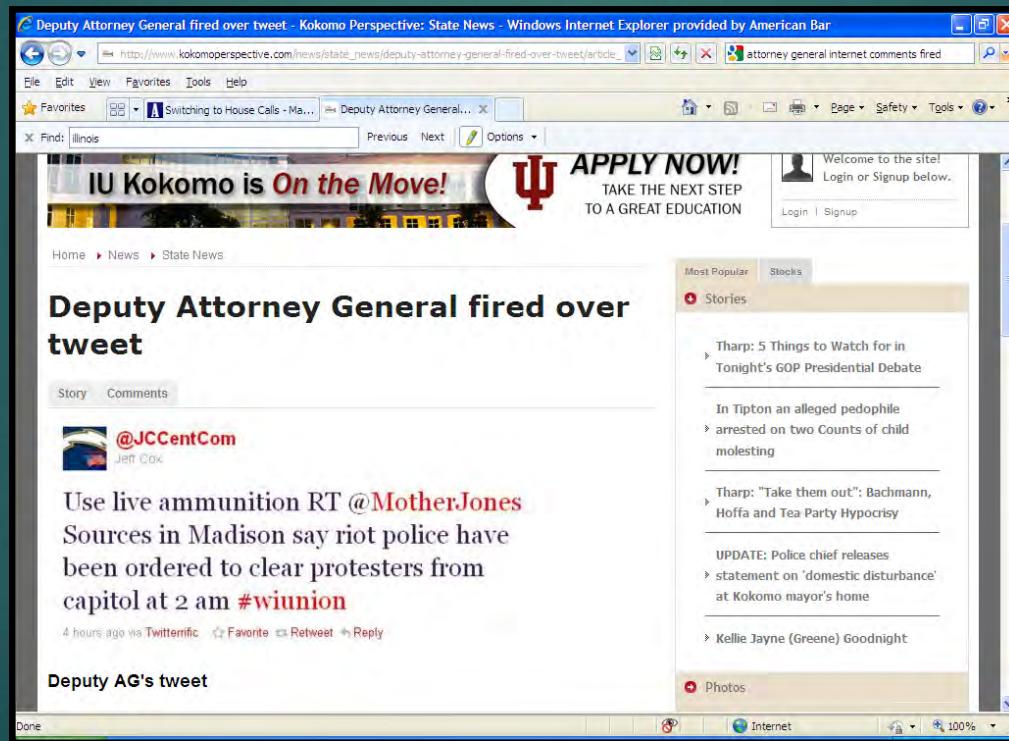 Deputy Attorney General fired over tweet - Kokomo Perspective: State News - Windows Internet Explorer provided by American Bar
http://www.kokomoperspective.com/news/state_news/deputy-attorney-general-fired-over-tweet/article_
attorney general internet comments fired
File Edit View Favorites Tools Help
Favorites Switching to House Calls - Ma... Deputy Attorney General... X Page Safety Tools
X Find: illinois Previous Next Options
IU Kokomo is On the Move!
APPLY NOW!
TAKE THE NEXT STEP
TO A GREAT EDUCATION
Welcome to the site!
Login or Signup below.
Login | Signup
Home News State News
Deputy Attorney General fired over
tweet
Story Comments
@JCCentCom
Jeff Cox
Use live ammunition RT @MotherJones
Sources in Madison say riot police have
been ordered to clear protesters from
capitol at 2 am #wiunion
4 hours ago via Twitterrific Favorite Retweet Reply
Deputy AG's tweet
Most Popular Stocks
Stories
Tharp: 5 Things to Watch for in
Tonight's GOP Presidential Debate
In Tipton an alleged pedophile
arrested on two Counts of child
molesting
Tharp: "Take them out": Bachmann,
Hoffa and Tea Party Hypocrisy
UPDATE: Police chief releases
statement on 'domestic disturbance'
at Kokomo mayor's home
Kellie Jayne (Greene) Goodnight
Photos
Done Internet 100%